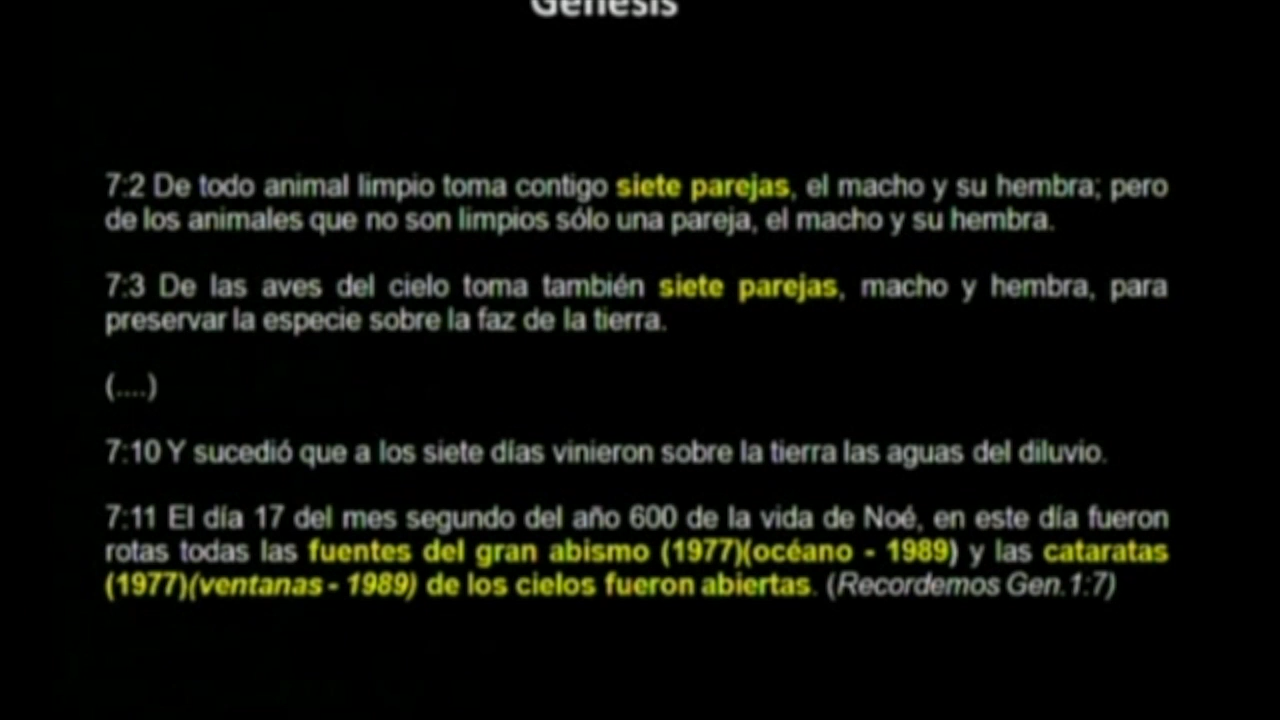 Génesis
7:2 De todo animal limpio toma contigo siete parejas, el macho y su hembra; pero
de los animales que no son limpios sólo una pareja, el macho y su hembra.
7:3 De las aves del cielo toma también siete parejas, macho y hembra, para
preservar la especie sobre la faz de la tierra.
(....)
7:10 Y sucedió que a los siete días vinieron sobre la tierra las aguas del diluvio.
7:11 El día 17 del mes segundo del año 600 de la vida de Noé, en este día fueron
rotas todas las fuentes del gran abismo (1977)(océano - 1989) y las cataratas
(1977)(ventanas - 1989) de los cielos fueron abiertas. (Recordemos Gen.1:7)